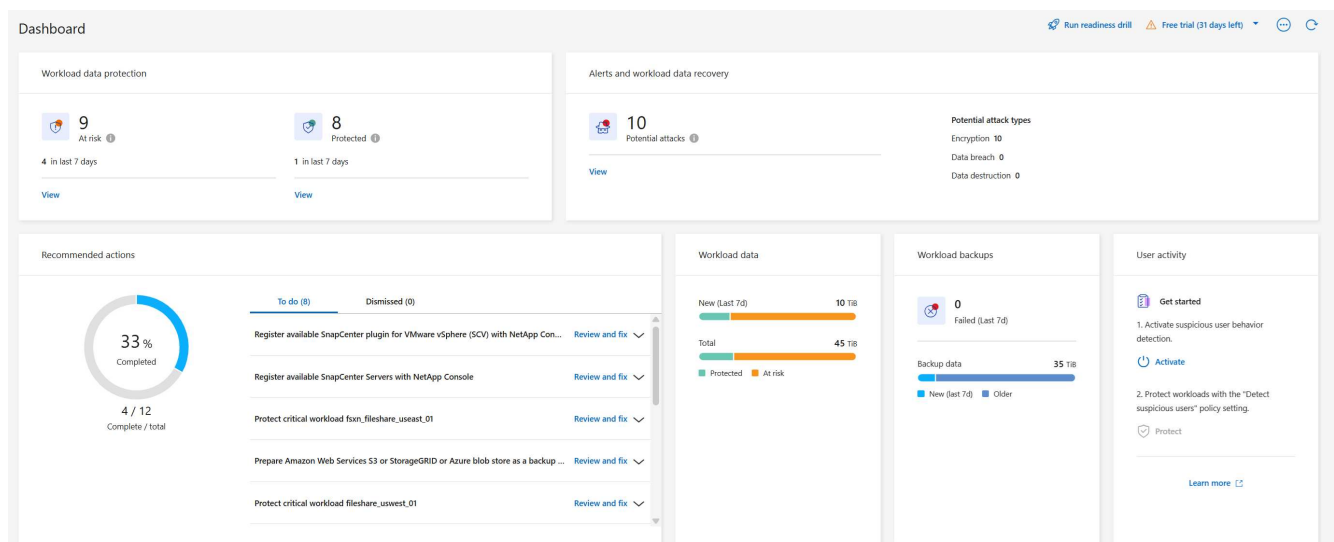 Dashboard
Run readiness drill
Free trial (31 days left)
Workload data protection
9
At risk
4 in last 7 days
View
8
Protected
1 in last 7 days
View
Alerts and workload data recovery
10
Potential attacks
View
Potential attack types
Encryption 10
Data breach 0
Data destruction 0
Recommended actions
33 %
Completed
4 / 12
Complete / total
To do (8)
Dismissed (0)
Register available SnapCenter plugin for VMware vSphere (SCV) with NetApp Con... Review and fix
Register available SnapCenter Servers with NetApp Console Review and fix
Protect critical workload fsxn_fileshare_useast_01 Review and fix
Prepare Amazon Web Services S3 or StorageGRID or Azure blob store as a backup ... Review and fix
Protect critical workload fileshare_uswest_01 Review and fix
Workload data
New (Last 7d) 10 TiB
Total 45 TiB
Protected At risk
Workload backups
0
Failed (Last 7d)
Backup data 35 TiB
New (last 7d) Older
User activity
Get started
1. Activate suspicious user behavior
detection.
Activate
2. Protect workloads with the "Detect
suspicious users" policy setting.
Protect
Learn more